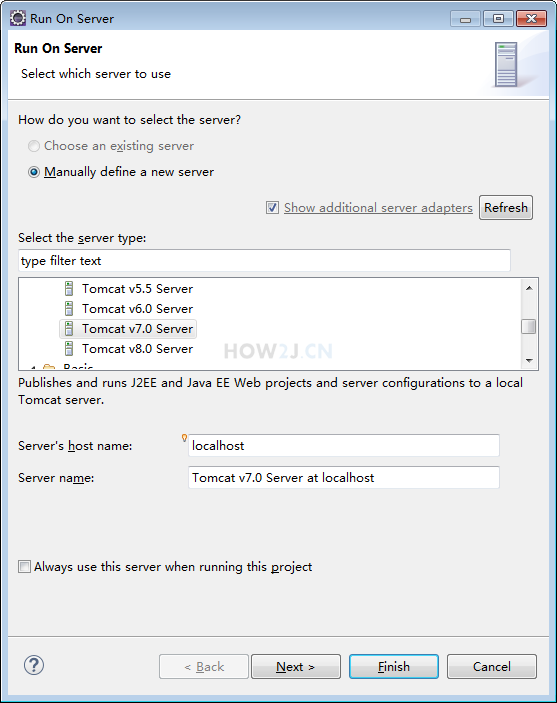 Run On Server
Run On Server
Select which server to use
How do you want to select the server?
Choose an existing server
Manually define a new server
Show additional server adapters
Refresh
Select the server type:
type filter text
Tomcat v5.5 Server
Tomcat v6.0 Server
Tomcat v7.0 Server
Tomcat v8.0 Server
HOW2J.CN
Basic
Publishes and runs J2EE and Java EE Web projects and server configurations to a local
Tomcat server.
Server's host name:
localhost
Server name:
Tomcat v7.0 Server at localhost
Always use this server when running this project
?
< Back
Next >
Finish
Cancel